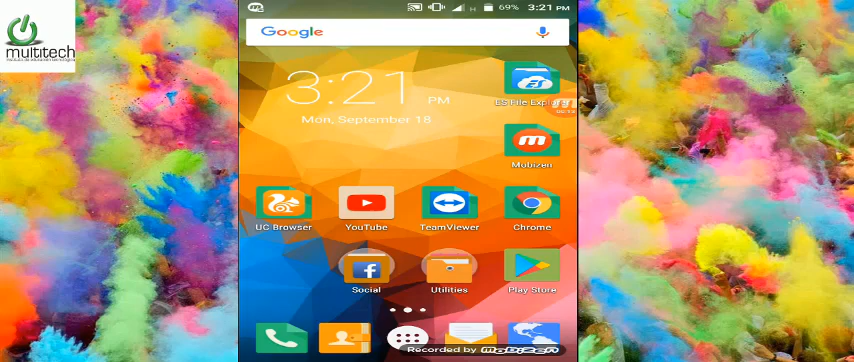 multitech
69% 3:21 PM
Google
3:21 PM
Mon, September 18
ES File Explorer
Mobizen
UC Browser
YouTube
TeamViewer
Chrome
Social
Utilities
Play Store
Recorded by mobizen